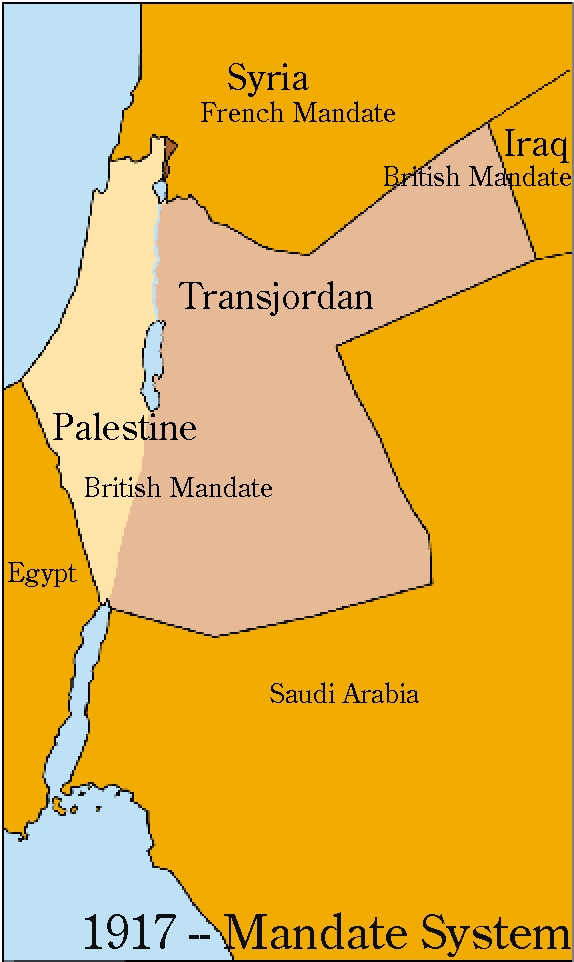 Syria
French Mandate
Iraq
British Mandate
Transjordan
Palestine
British Mandate
Egypt
Saudi Arabia
1917 -- Mandate System